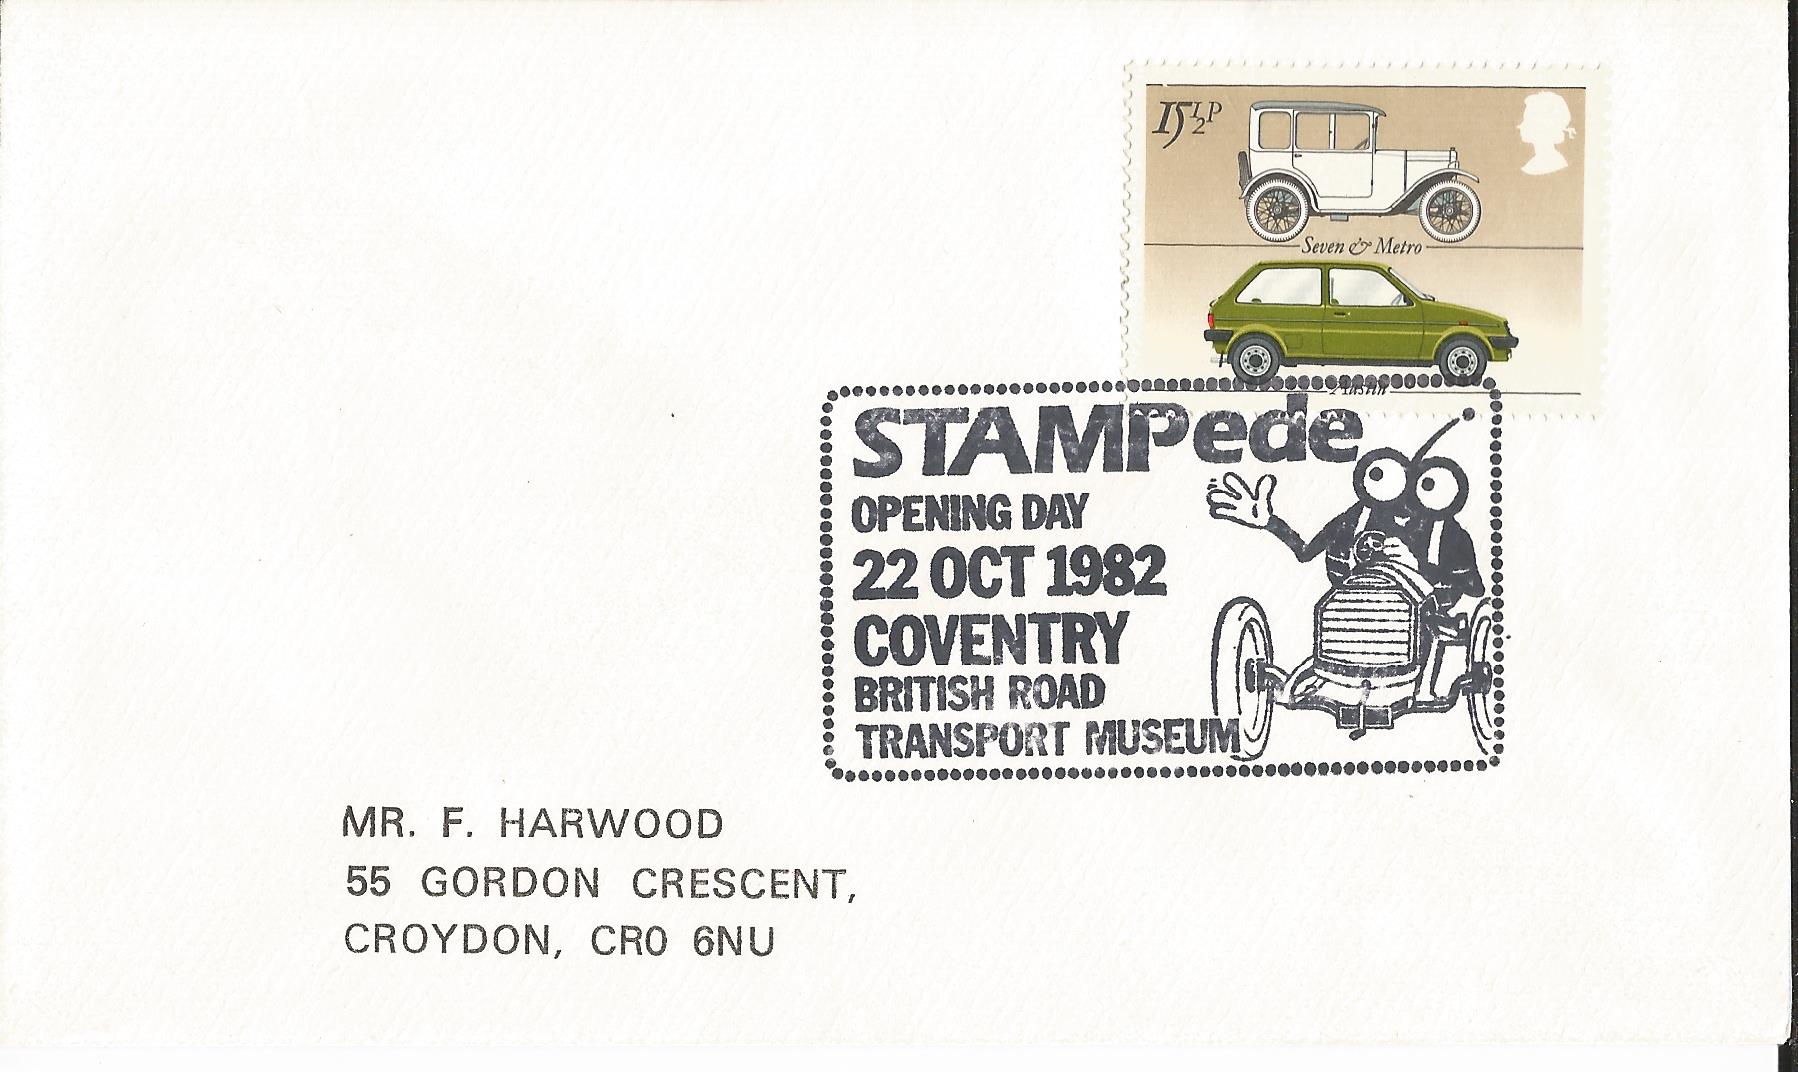 15½P
Seven & Metro
Austin
STAMPede
OPENING DAY
22 OCT 1982
COVENTRY
BRITISH ROAD
TRANSPORT MUSEUM
MR. F. HARWOOD
55 GORDON CRESCENT,
CROYDON, CR0 6NU